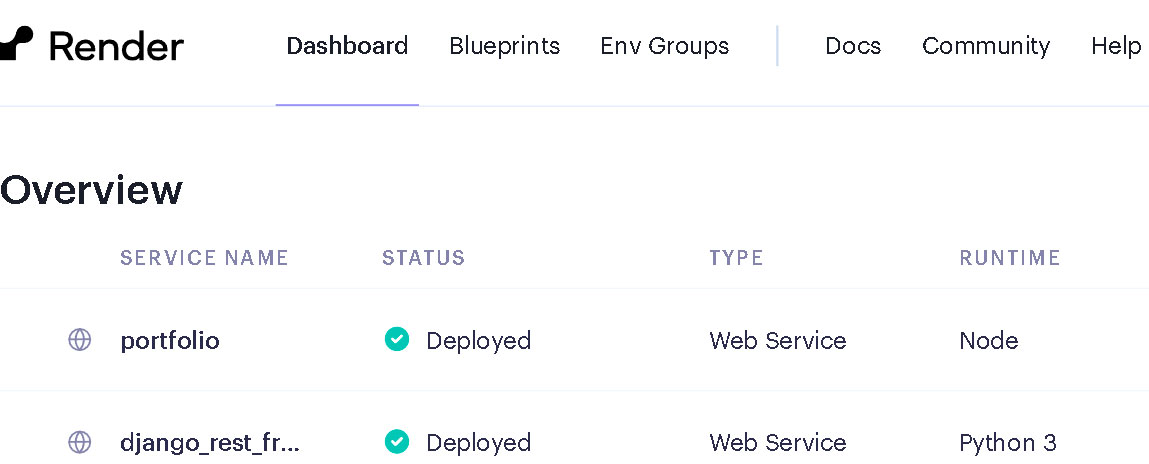 Render Dashboard Blueprints Env Groups Docs Community Help
Overview
SERVICE NAME STATUS TYPE RUNTIME
portfolio Deployed Web Service Node
django_rest_fr... Deployed Web Service Python 3